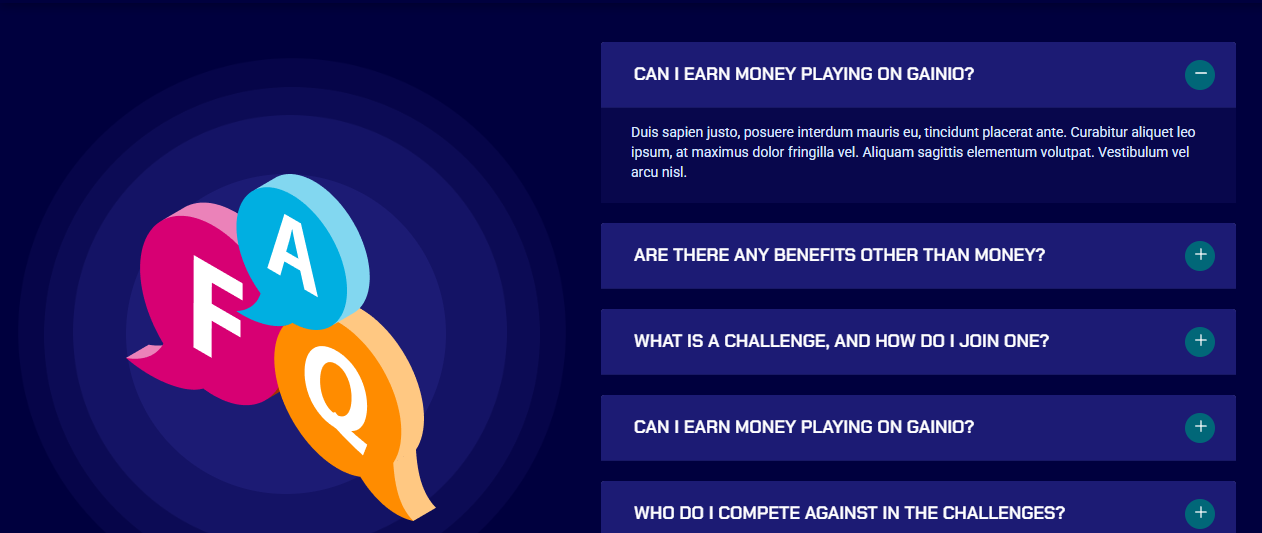 F
A
Q
CAN I EARN MONEY PLAYING ON GAINIO?
Duis sapien justo, posuere interdum mauris eu, tincidunt placerat ante. Curabitur aliquet leo
ipsum, at maximus dolor fringilla vel. Aliquam sagittis elementum volutpat. Vestibulum vel
arcu nisl.
ARE THERE ANY BENEFITS OTHER THAN MONEY?
WHAT IS A CHALLENGE, AND HOW DO I JOIN ONE?
CAN I EARN MONEY PLAYING ON GAINIO?
WHO DO I COMPETE AGAINST IN THE CHALLENGES?